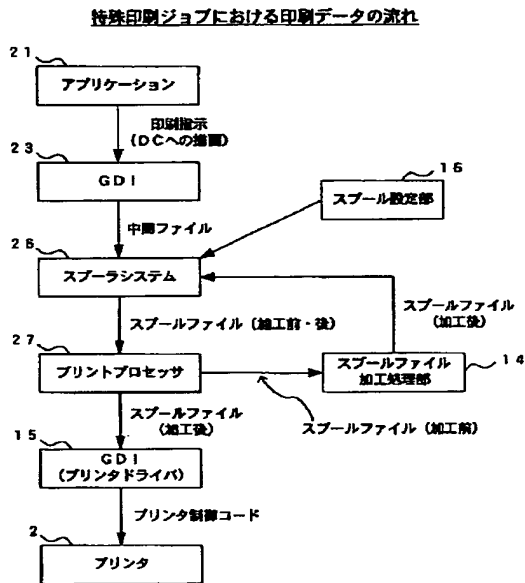 特殊印刷ジョブにおける印刷データの流れ
21
アプリケーション
印刷指示
(DCへの描画)
23
GDI
16
スプール設定部
中間ファイル
26
スプーラシステム
スプールファイル
(加工後)
スプールファイル(加工前・後)
27
プリントプロセッサ
スプールファイル
加工処理部
14
スプールファイル
(加工後)
スプールファイル(加工前)
15
GDI
(プリンタドライバ)
プリンタ制御コード
2
プリンタ